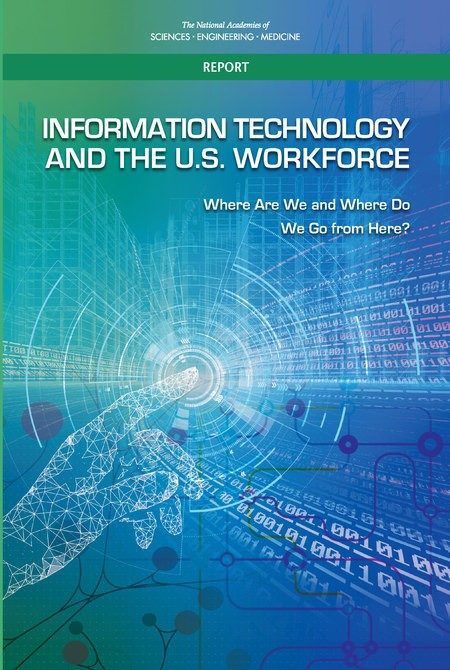 The National Academies of
SCIENCES • ENGINEERING • MEDICINE
REPORT
INFORMATION TECHNOLOGY
AND THE U.S. WORKFORCE
Where Are We and Where Do
We Go from Here?